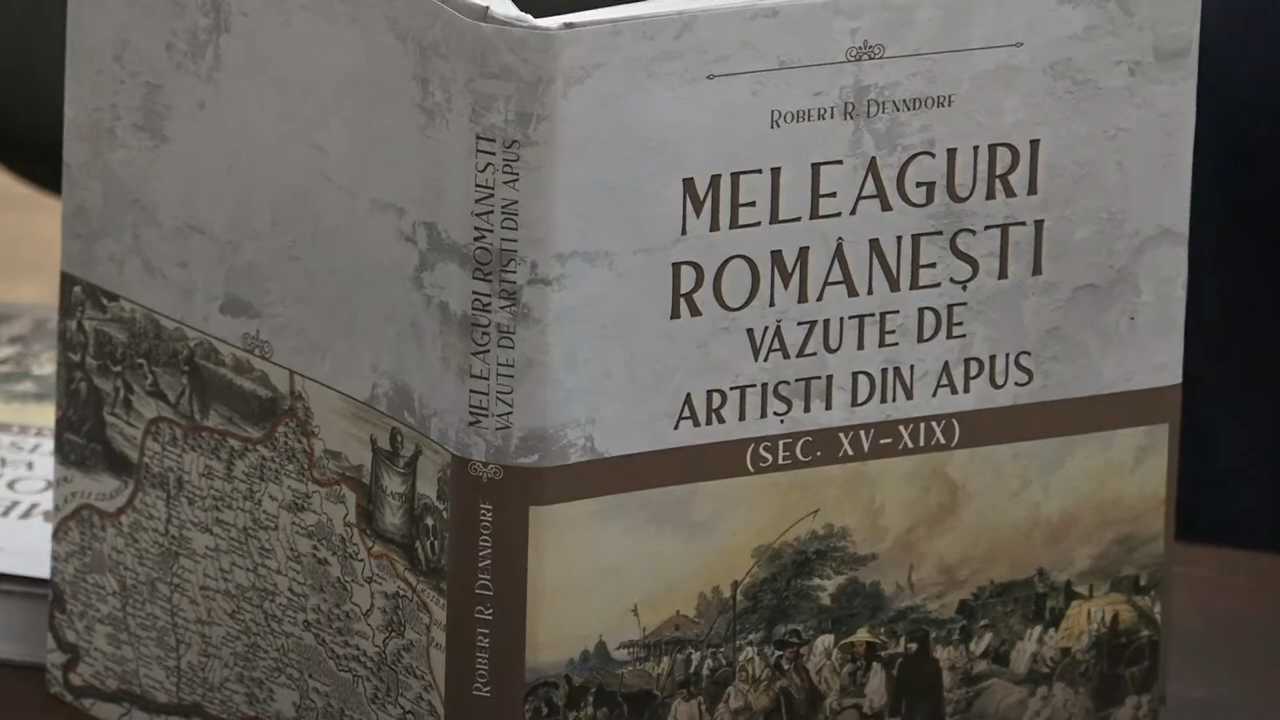 ROBERT R. DENNDORF
MELEAGURI
ROMÂNEȘTI
VĂZUTE DE
ARTIȘTI DIN APUS
(SEC. XV-XIX)
MELEAGURI ROMÂNEȘTI
VĂZUTE DE ARTIȘTI DIN APUS
ROBERT R. DENNDORF